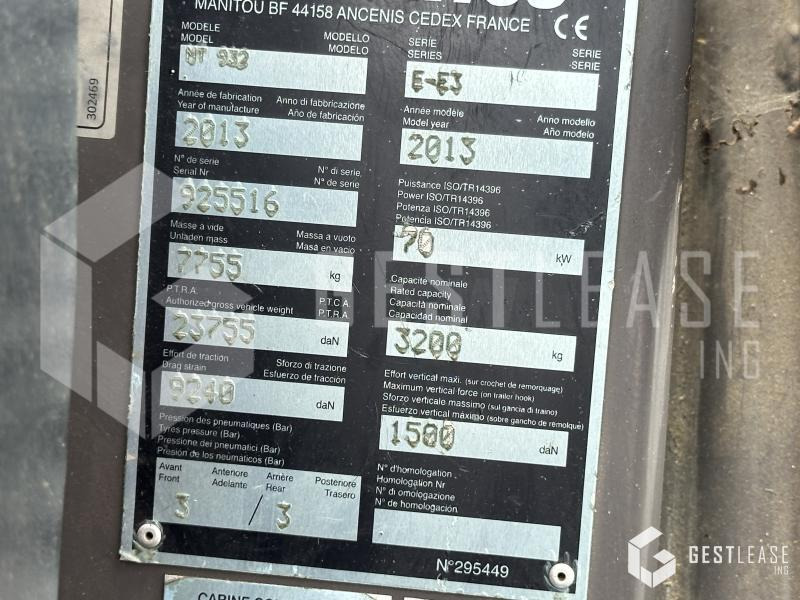 MANITOU BF 44158 ANCENIS CEDEX FRANCE
CE
MODELE MODELLO
MODEL MODELO
MT 932
SERIE SERIE
SERIES SERIE
E-E3
Année de fabrication Anno di fabbricazione
Year of manufacture Año de fabricación
2013
Année modèle Anno modello
Model year Año modelo
2013
N° de serie N° di serie
Serial Nr N° de serie
925516
Puissance ISO/TR14396
Power ISO/TR14396
Potenza ISO/TR14396
Potencia ISO/TR14396
70 kW
Masse à vide Massa a vuoto
Unladen mass Masa en vacio
7755 kg
Capacite nominale
Rated capacity
Capacità nominale
Capacidad nominal
3200 kg
P.T.R.A. P.T.C.A
Authorized gross vehicle weight P.T.R.A.
23755 daN
Effort de traction Sforzo di trazione
Drag strain Esfuerzo de tracción
9240 daN
Effort vertical maxi. (sur crochet de remorquage)
Maximum vertical force (on trailer hook)
Sforzo verticale massimo (sul gancio di traino)
Esfuerzo vertical máximo (sobre gancho de remolque)
1500 daN
Pression des pneumatiques (Bar)
Tyres pressure (Bar)
Pressione dei pneumatici (Bar)
Presión de los neumáticos (Bar)
Avant Anteriore Arrière Posteriore
Front Adelante Rear Trasero
3 / 3
N° d'homologation
Homologation Nr
N° di omologazione
N° de homologación
N°295449
302469
GESTLEASE
INC
GESTLEASE
INC